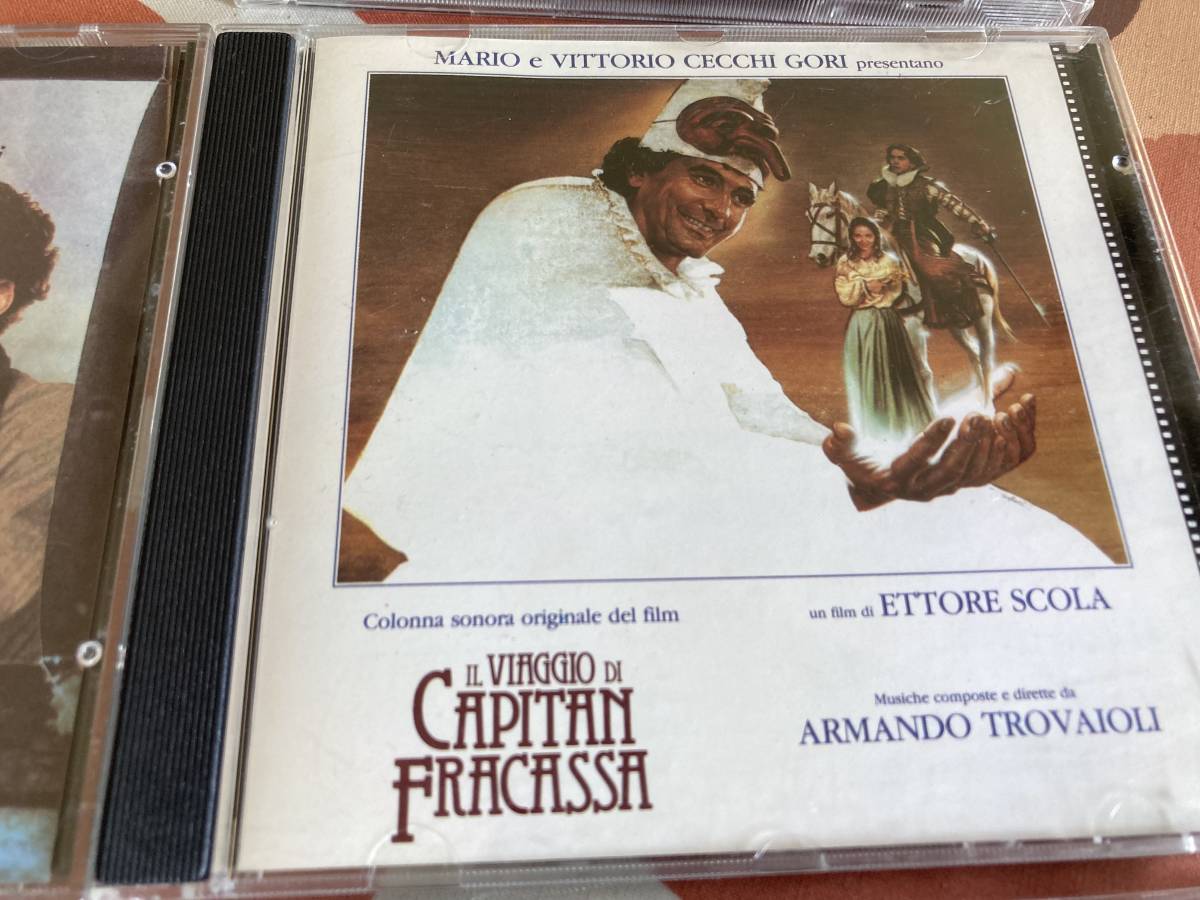 MARIO e VITTORIO CECCHI GORI presentano
Colonna sonora originale del film
IL VIAGGIO DI
CAPITAN
FRACASSA
un film di ETTORE SCOLA
Musiche composte e dirette da
ARMANDO TROVAIOLI